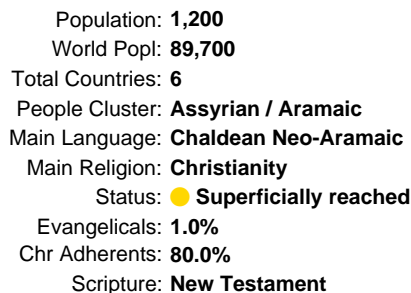 Population: 1,200
World Popl: 89,700
Total Countries: 6
People Cluster: Assyrian / Aramaic
Main Language: Chaldean Neo-Aramaic
Main Religion: Christianity
Status: Superficially reached
Evangelicals: 1.0%
Chr Adherents: 80.0%
Scripture: New Testament